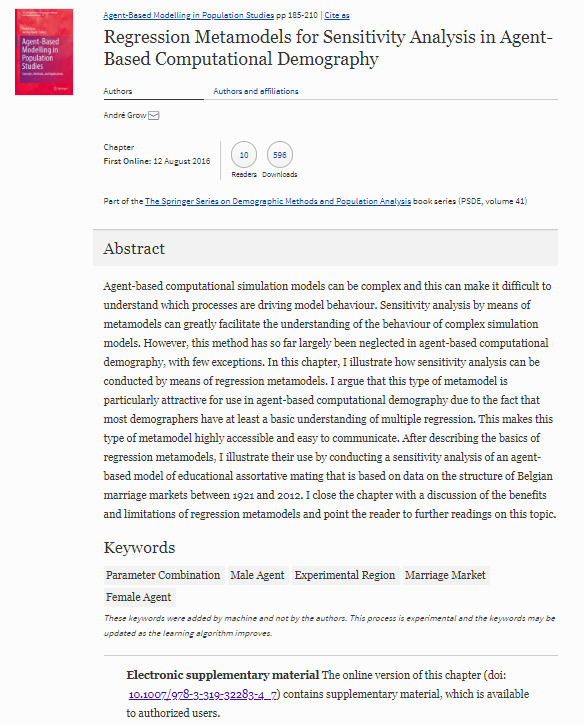 Agent-Based Modelling in Population Studies pp 185-210 | Cite as
Regression Metamodels for Sensitivity Analysis in Agent-
Based Computational Demography
Agent-Based
Modelling in
Population
Studies
Authors
Authors and affiliations
André Grow
Chapter
First Online: 12 August 2016
10
Readers
596
Downloads
Part of the The Springer Series on Demographic Methods and Population Analysis book series (PSDE, volume 41)
Abstract
Agent-based computational simulation models can be complex and this can make it difficult to
understand which processes are driving model behaviour. Sensitivity analysis by means of
metamodels can greatly facilitate the understanding of the behaviour of complex simulation
models. However, this method has so far largely been neglected in agent-based computational
demography, with few exceptions. In this chapter, I illustrate how sensitivity analysis can be
conducted by means of regression metamodels. I argue that this type of metamodel is
particularly attractive for use in agent-based computational demography due to the fact that
most demographers have at least a basic understanding of multiple regression. This makes this
type of metamodel highly accessible and easy to communicate. After describing the basics of
regression metamodels, I illustrate their use by conducting a sensitivity analysis of an agent-
based model of educational assortative mating that is based on data on the structure of Belgian
marriage markets between 1921 and 2012. I close the chapter with a discussion of the benefits
and limitations of regression metamodels and point the reader to further readings on this topic.
Keywords
Parameter Combination Male Agent Experimental Region Marriage Market
Female Agent
These keywords were added by machine and not by the authors. This process is experimental and the keywords may be
updated as the learning algorithm improves.
Electronic supplementary material The online version of this chapter (doi:
10.1007/978-3-319-32283-4_7) contains supplementary material, which is available
to authorized users.